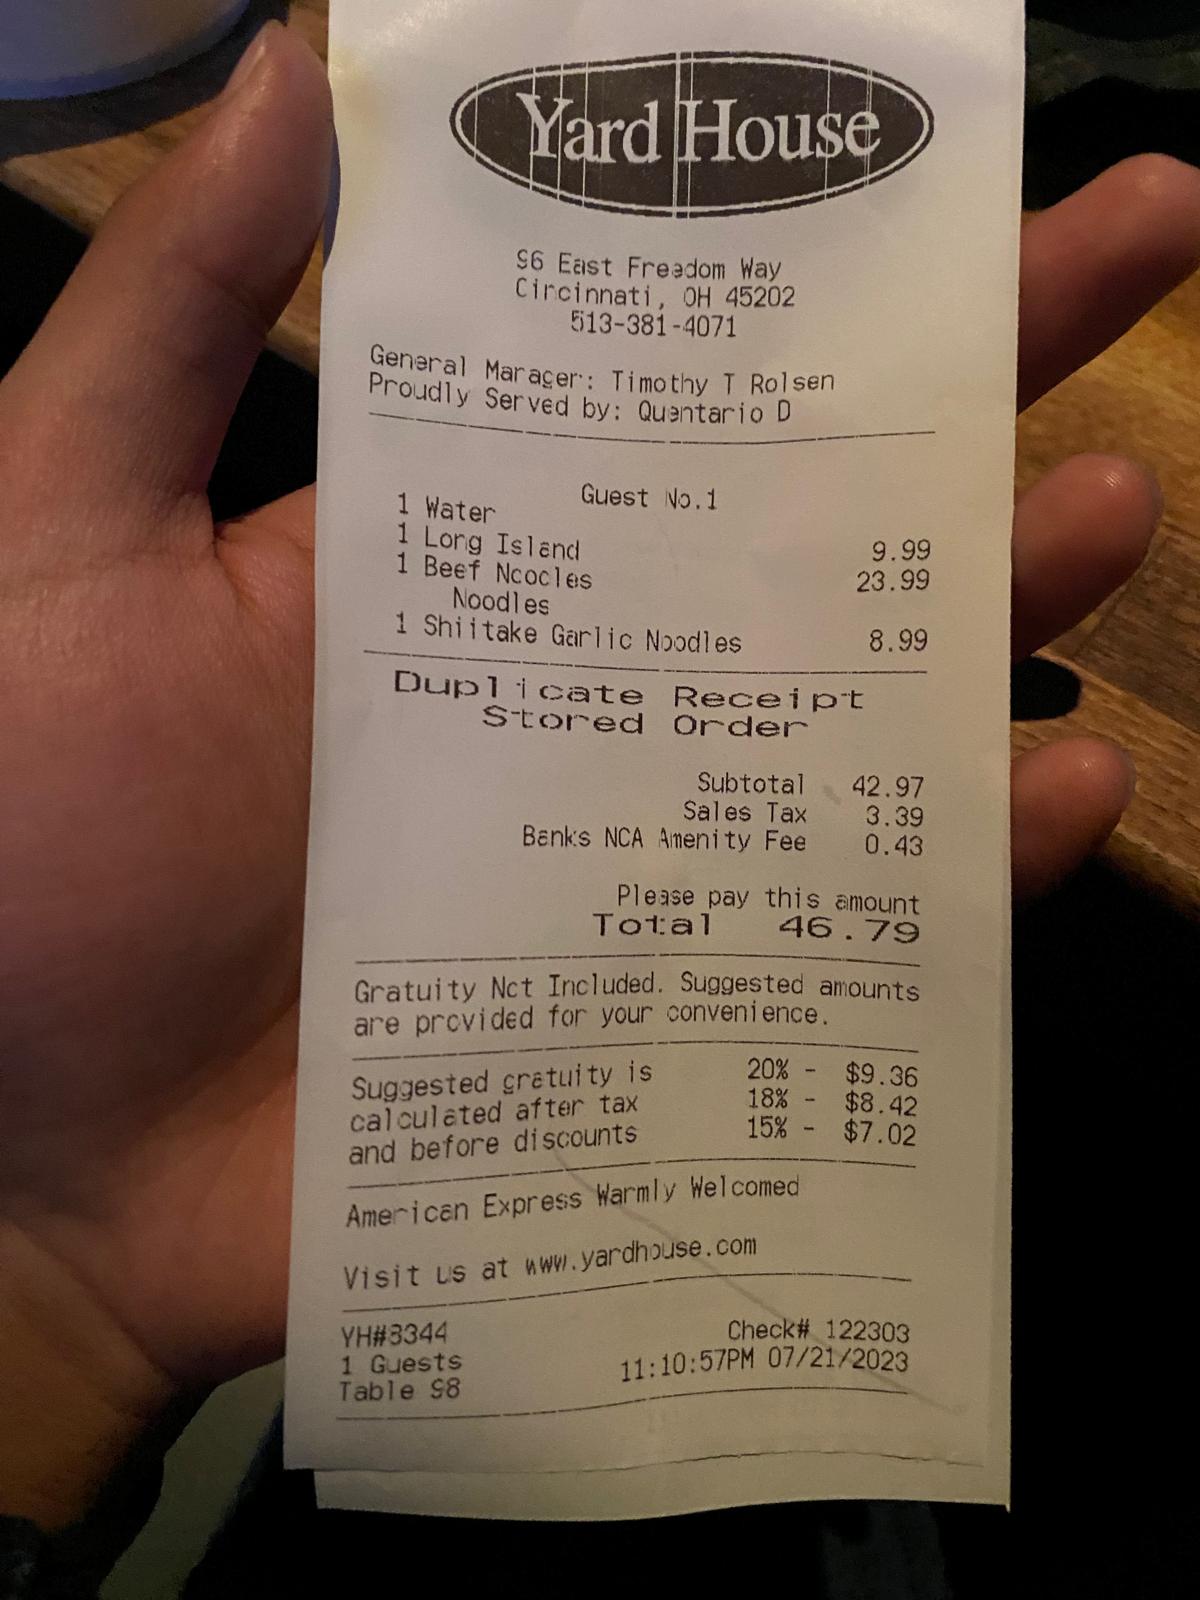 Yard House
96 East Freedom Way
Cincinnati, OH 45202
513-381-4071
General Manager: Timothy T Rolsen
Proudly Served by: Quentario D
Guest No.1
1 Water
1 Long Island 9.99
1 Beef Noodles 23.99
Noodles
1 Shiitake Garlic Noodles 8.99
Duplicate Receipt
Stored Order
Subtotal 42.97
Sales Tax 3.39
Banks NCA Amenity Fee 0.43
Please pay this amount
Total 46.79
Gratuity Not Included. Suggested amounts
are provided for your convenience.
Suggested gratuity is 20% - $9.36
calculated after tax 18% - $8.42
and before discounts 15% - $7.02
American Express Warmly Welcomed
Visit us at www.yardhouse.com
YH#8344 Check# 122303
1 Guests 11:10:57PM 07/21/2023
Table 98